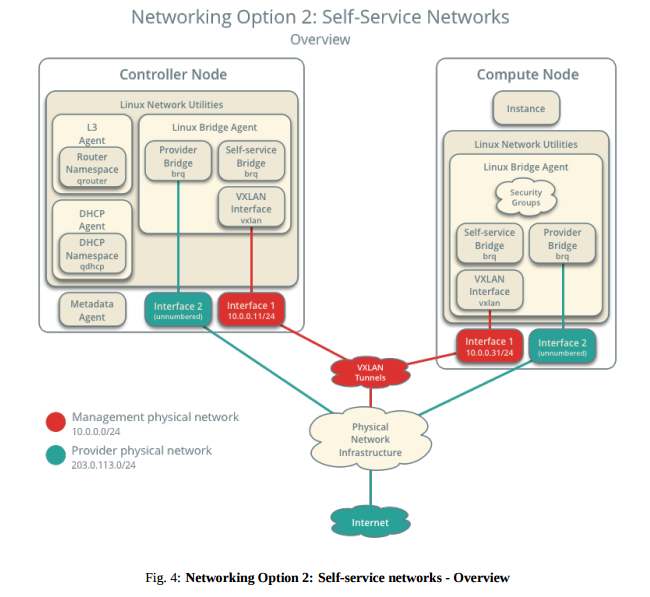 Networking Option 2: Self-Service Networks
Overview
Controller Node
Linux Network Utilities
L3
Agent
Router
Namespace
qrouter
DHCP
Agent
DHCP
Namespace
qdhcp
Metadata
Agent
Linux Bridge Agent
Provider
Bridge
brq
Self-service
Bridge
brq
VXLAN
Interface
vxlan
Interface 2
(unnumbered)
Interface 1
10.0.0.11/24
Compute Node
Instance
Linux Network Utilities
Linux Bridge Agent
Security
Groups
Self-service
Bridge
brq
Provider
Bridge
brq
VXLAN
Interface
vxlan
Interface 1
10.0.0.31/24
Interface 2
(unnumbered)
VXLAN
Tunnels
Physical
Network
Infrastructure
Internet
Management physical network
10.0.0.0/24
Provider physical network
203.0.113.0/24
Fig. 4: Networking Option 2: Self-service networks - Overview